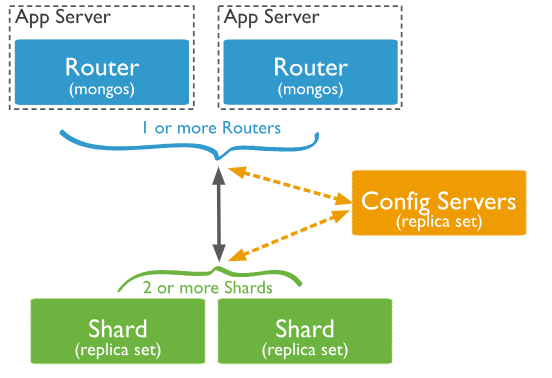 App Server
App Server
Router
(mongos)
Router
(mongos)
1 or more Routers
Config Servers
(replica set)
2 or more Shards
Shard
(replica set)
Shard
(replica set)